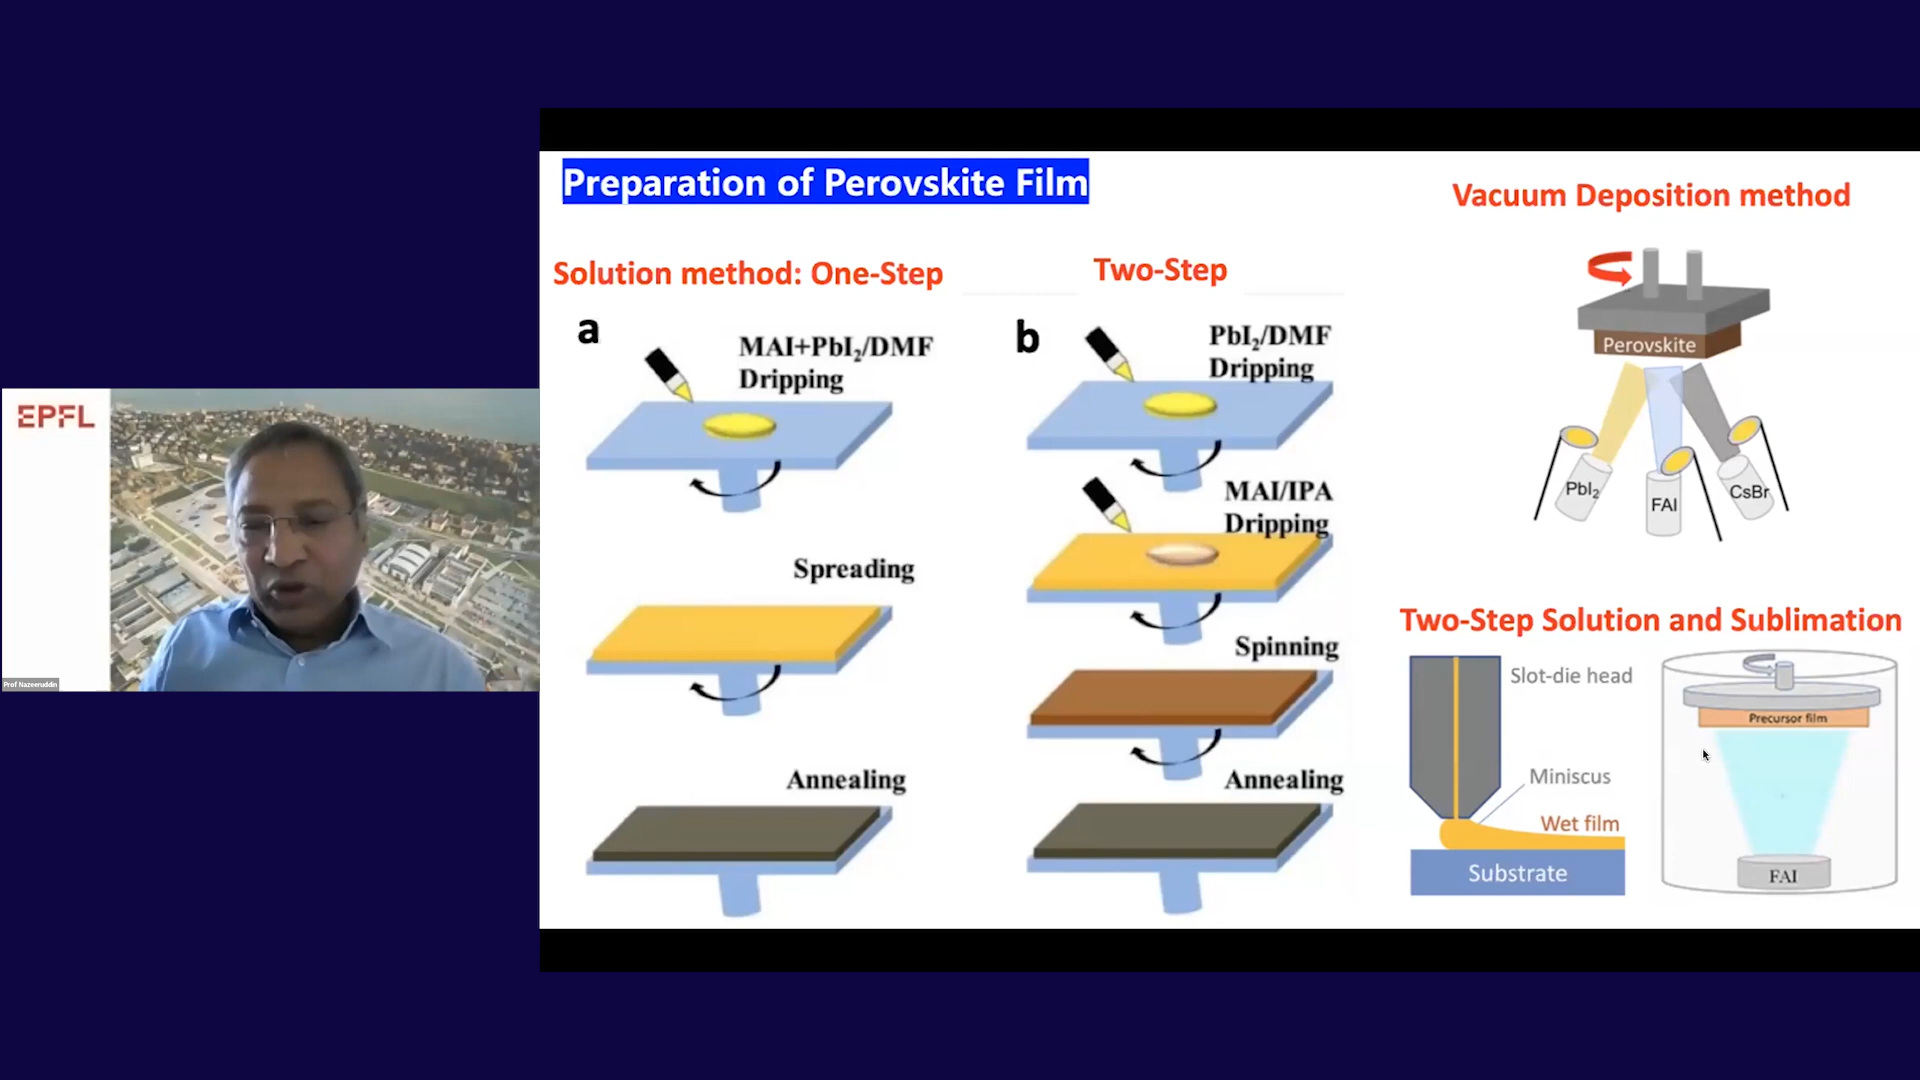 EPFL
Prof Nazeeruddin
Preparation of Perovskite Film
Solution method: One-Step
a
MAI+PbI₂/DMF
Dripping
Spreading
Annealing
Two-Step
b
PbI₂/DMF
Dripping
MAI/IPA
Dripping
Spinning
Annealing
Vacuum Deposition method
Perovskite
PbI₂
FAI
CsBr
Two-Step Solution and Sublimation
Slot-die head
Miniscus
Wet film
Substrate
Precursor film
FAI